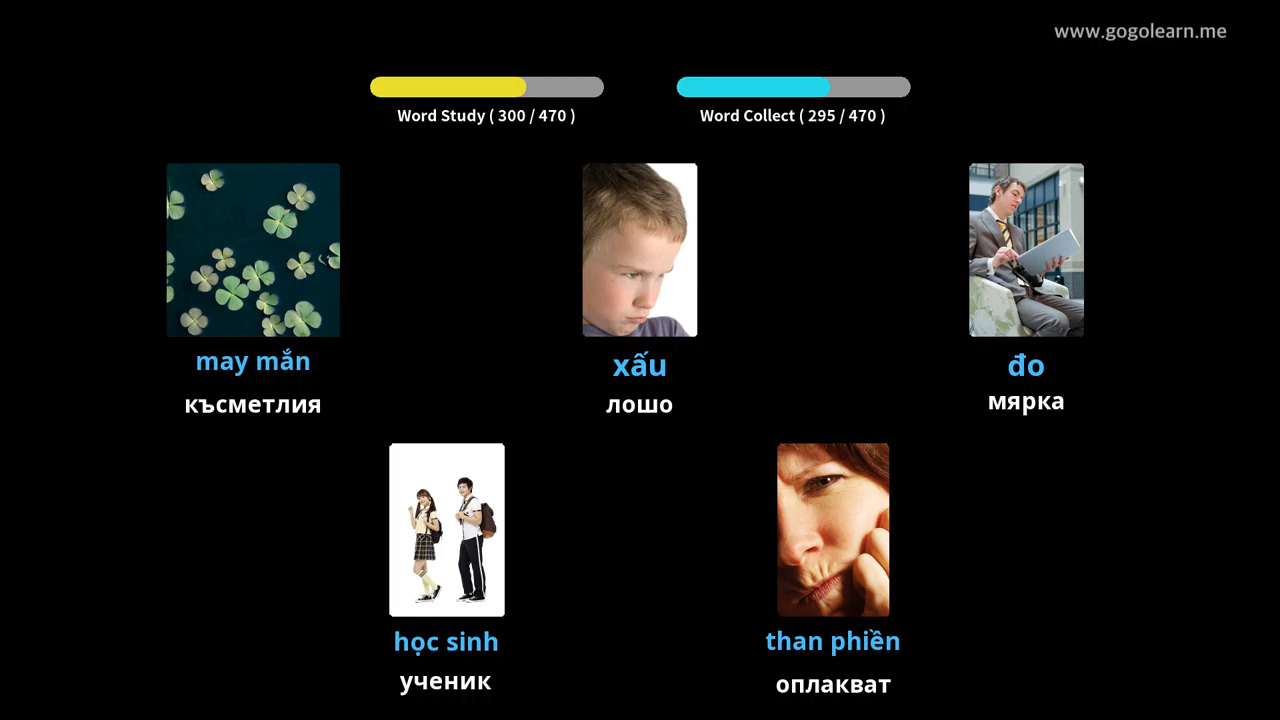 www.gogolearn.me
Word Study ( 300 / 470 )
Word Collect ( 295 / 470 )
may mắn
късметлия
xấu
лошо
đo
мярка
học sinh
ученик
than phiền
оплакват